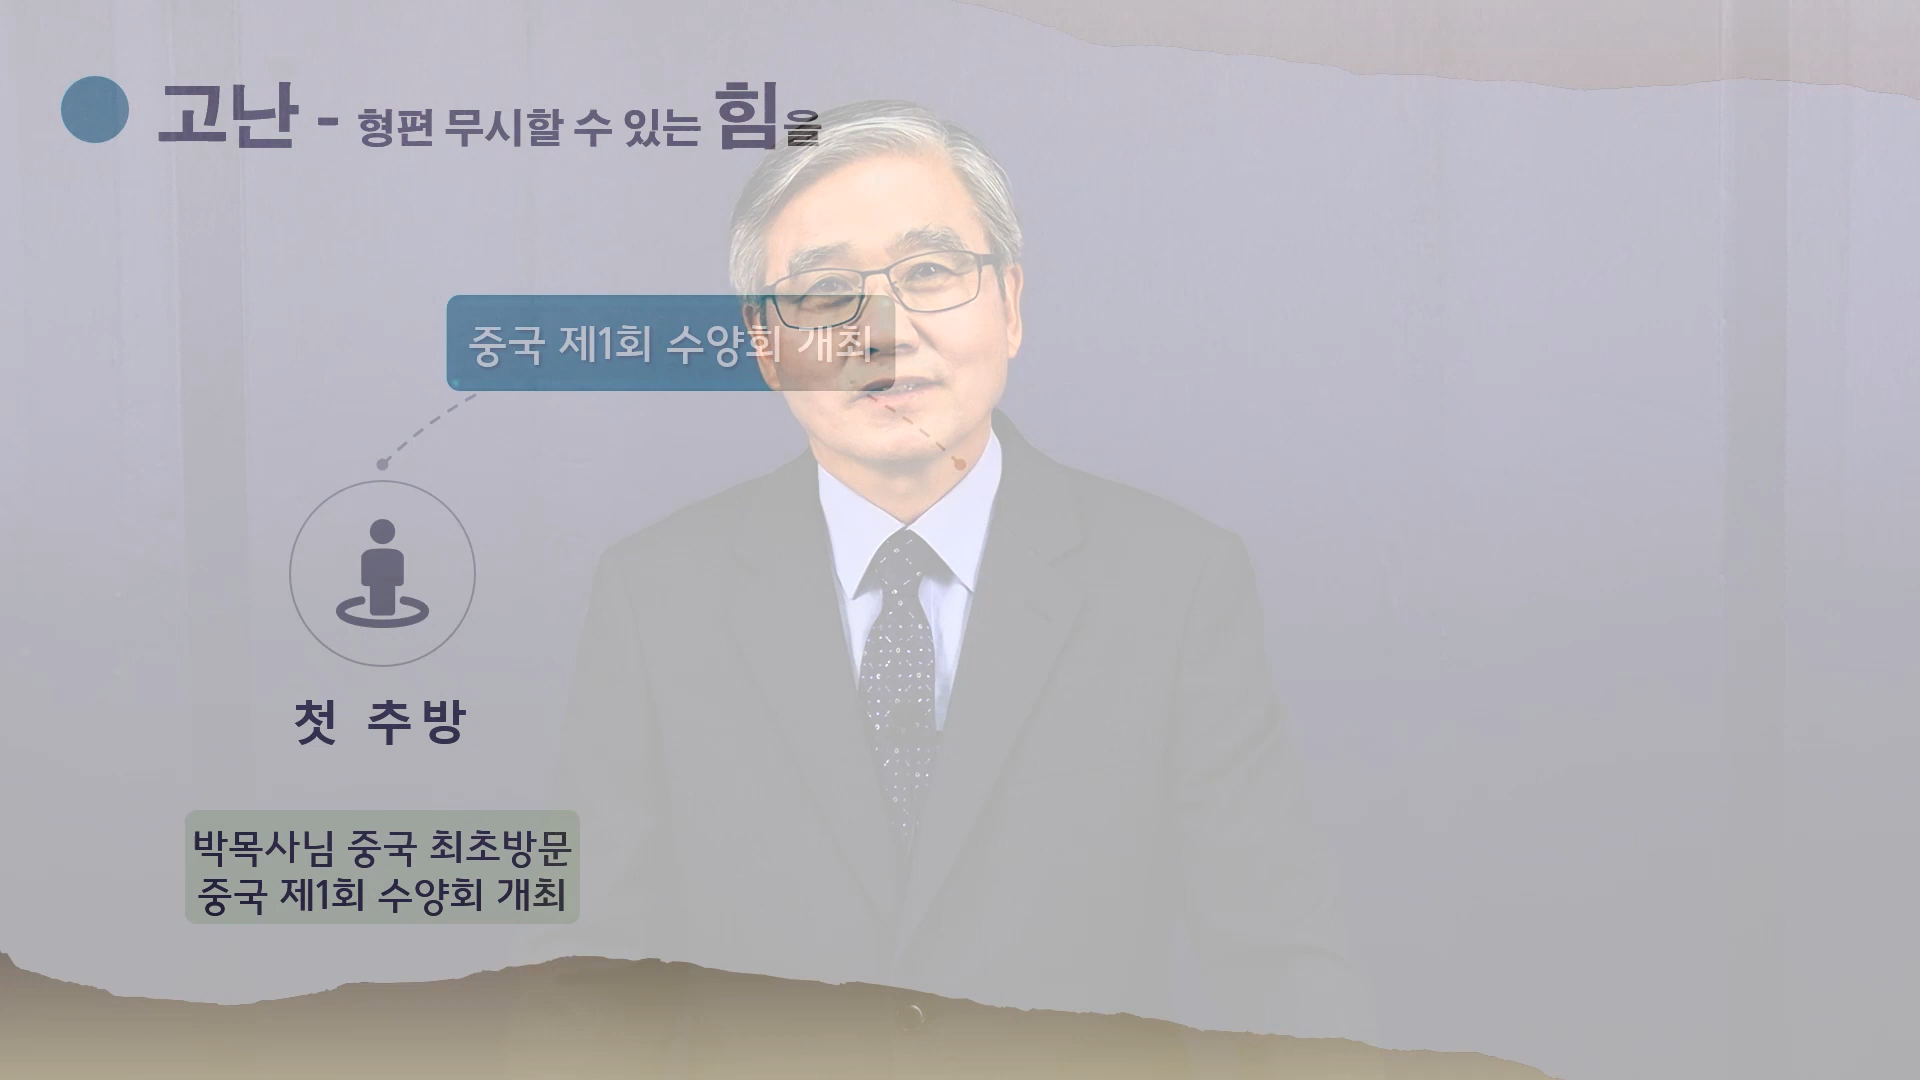 고난 - 형편 무시할 수 있는 힘을
중국 제1회 수양회 개최
첫 추방
박목사님 중국 최초방문
중국 제1회 수양회 개최